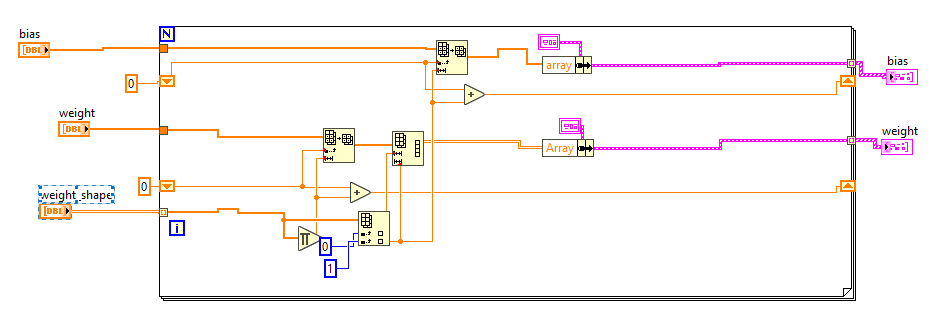 bias
[DBL]
N
0
array
bias
weight
[DBL]
Array
weight
0
weight_shape
[DBL]
i
0
1
+
+